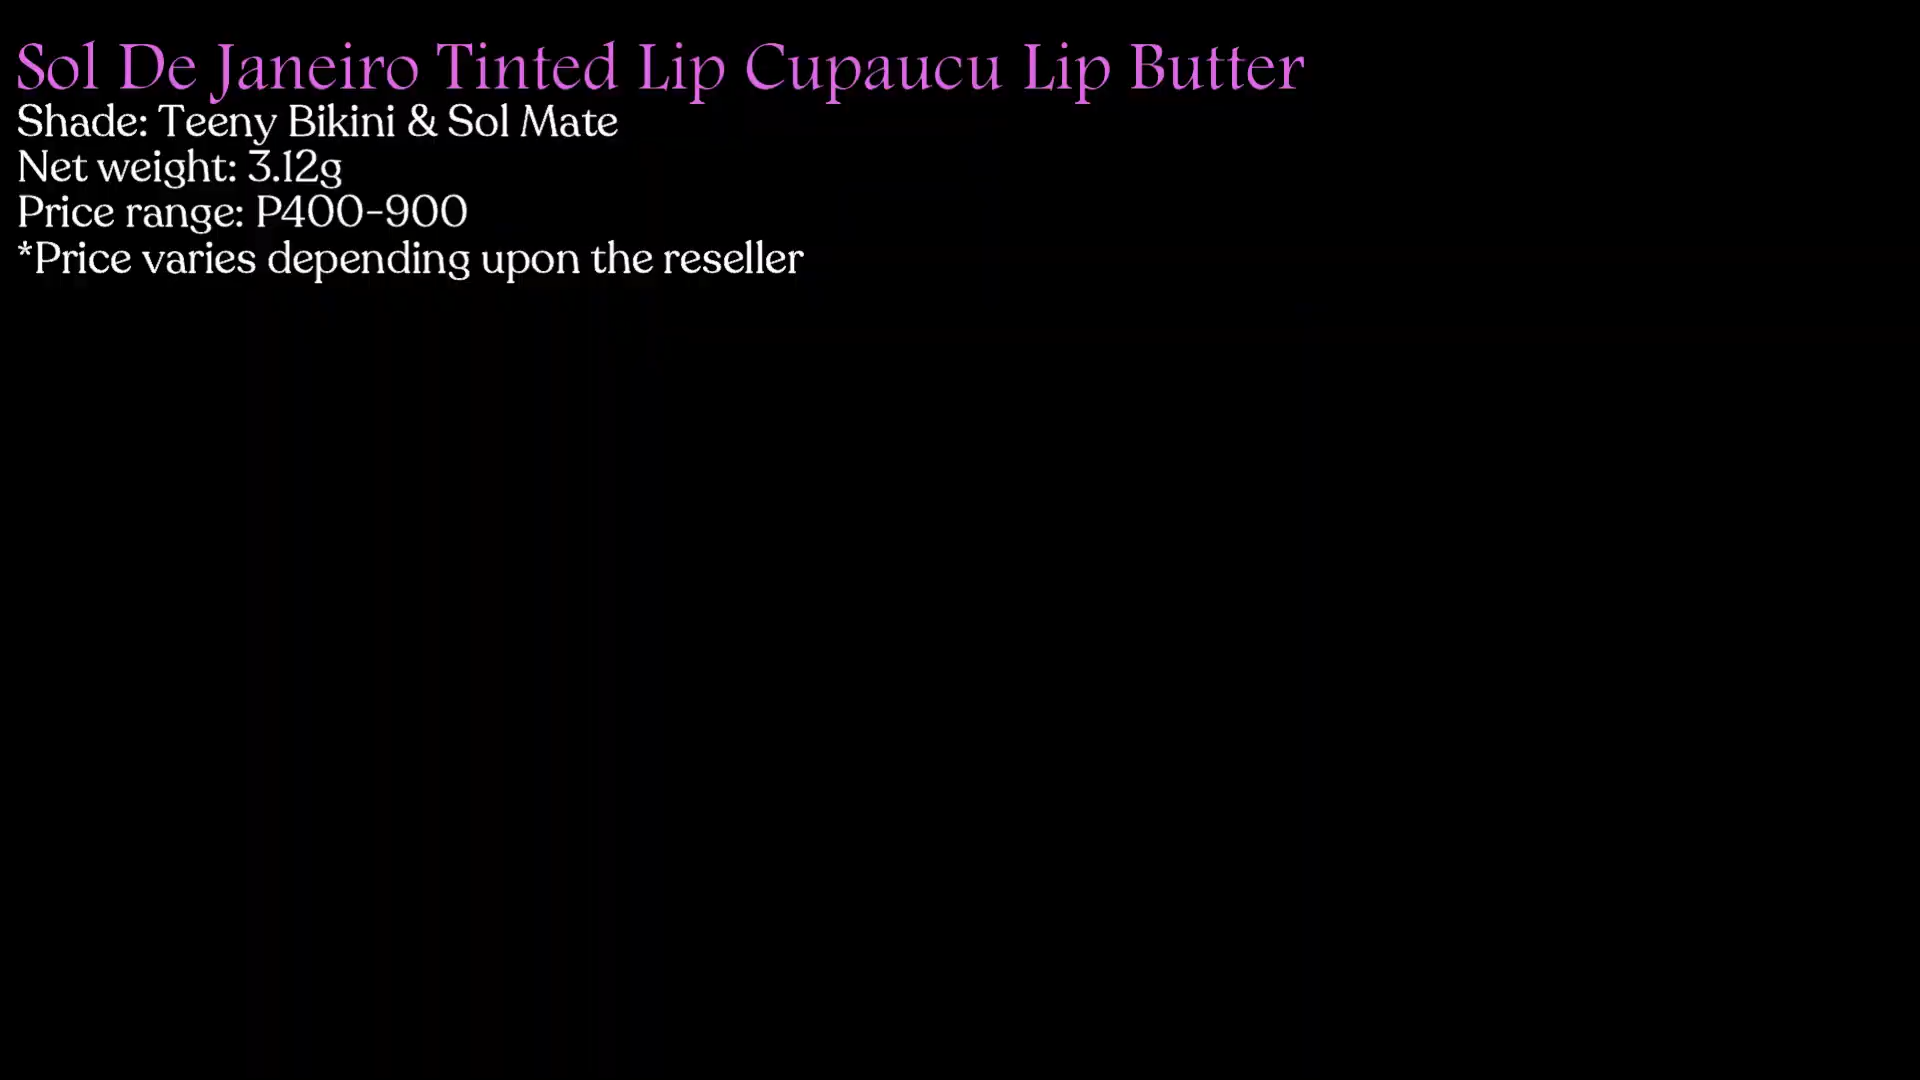 Sol De Janeiro Tinted Lip Cupaucu Lip Butter
Shade: Teeny Bikini & Sol Mate
Net weight: 3.12g
Price range: P400-900
*Price varies depending upon the reseller